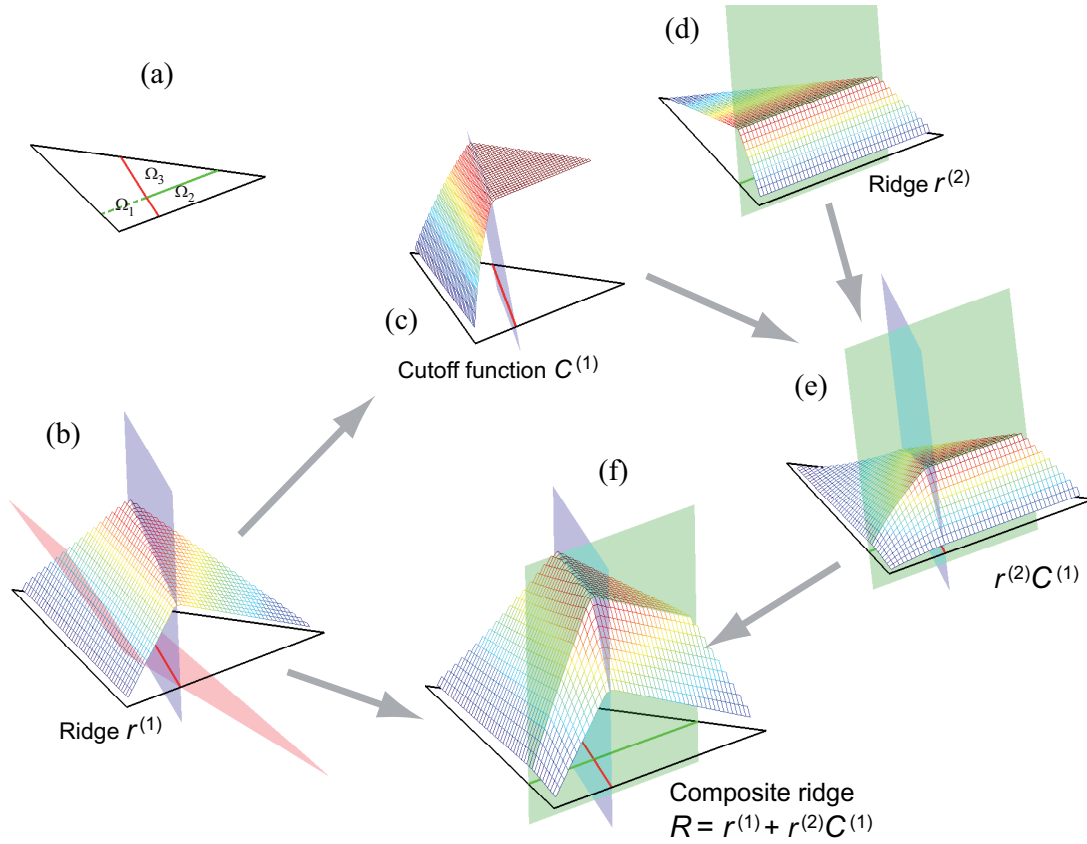 (a)
Ω₃
Ω₁
Ω₂
(b)
Ridge r⁽¹⁾
(c)
Cutoff function C⁽¹⁾
(d)
Ridge r⁽²⁾
(e)
r⁽²⁾C⁽¹⁾
(f)
Composite ridge
R = r⁽¹⁾ + r⁽²⁾C⁽¹⁾